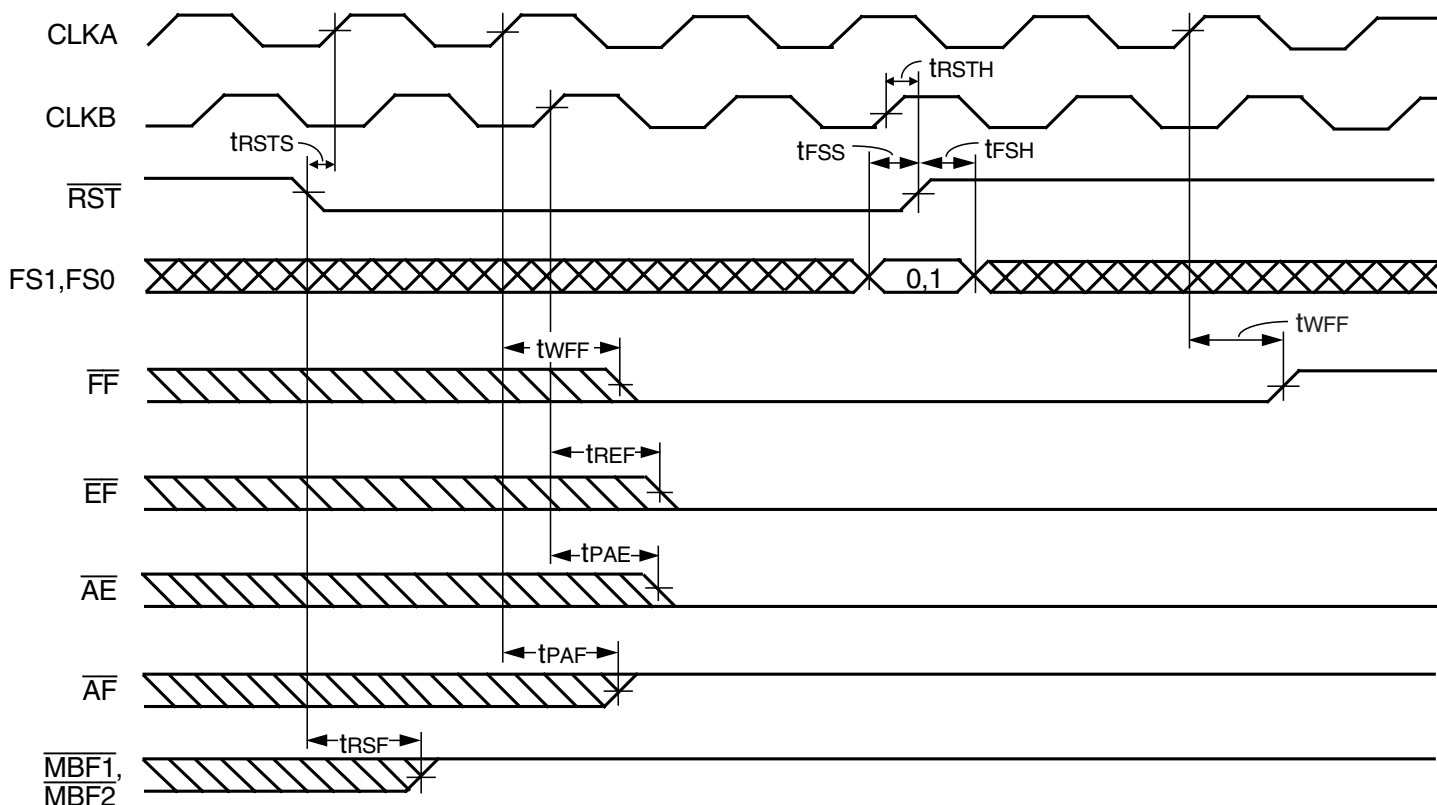 CLKA
tRSTH
CLKB
tRSTS
tFSS
tFSH
RST
FS1,FS0
0,1
tWFF
tWFF
FF
tREF
EF
tPAE
AE
tPAF
AF
tRSF
MBF1,
MBF2